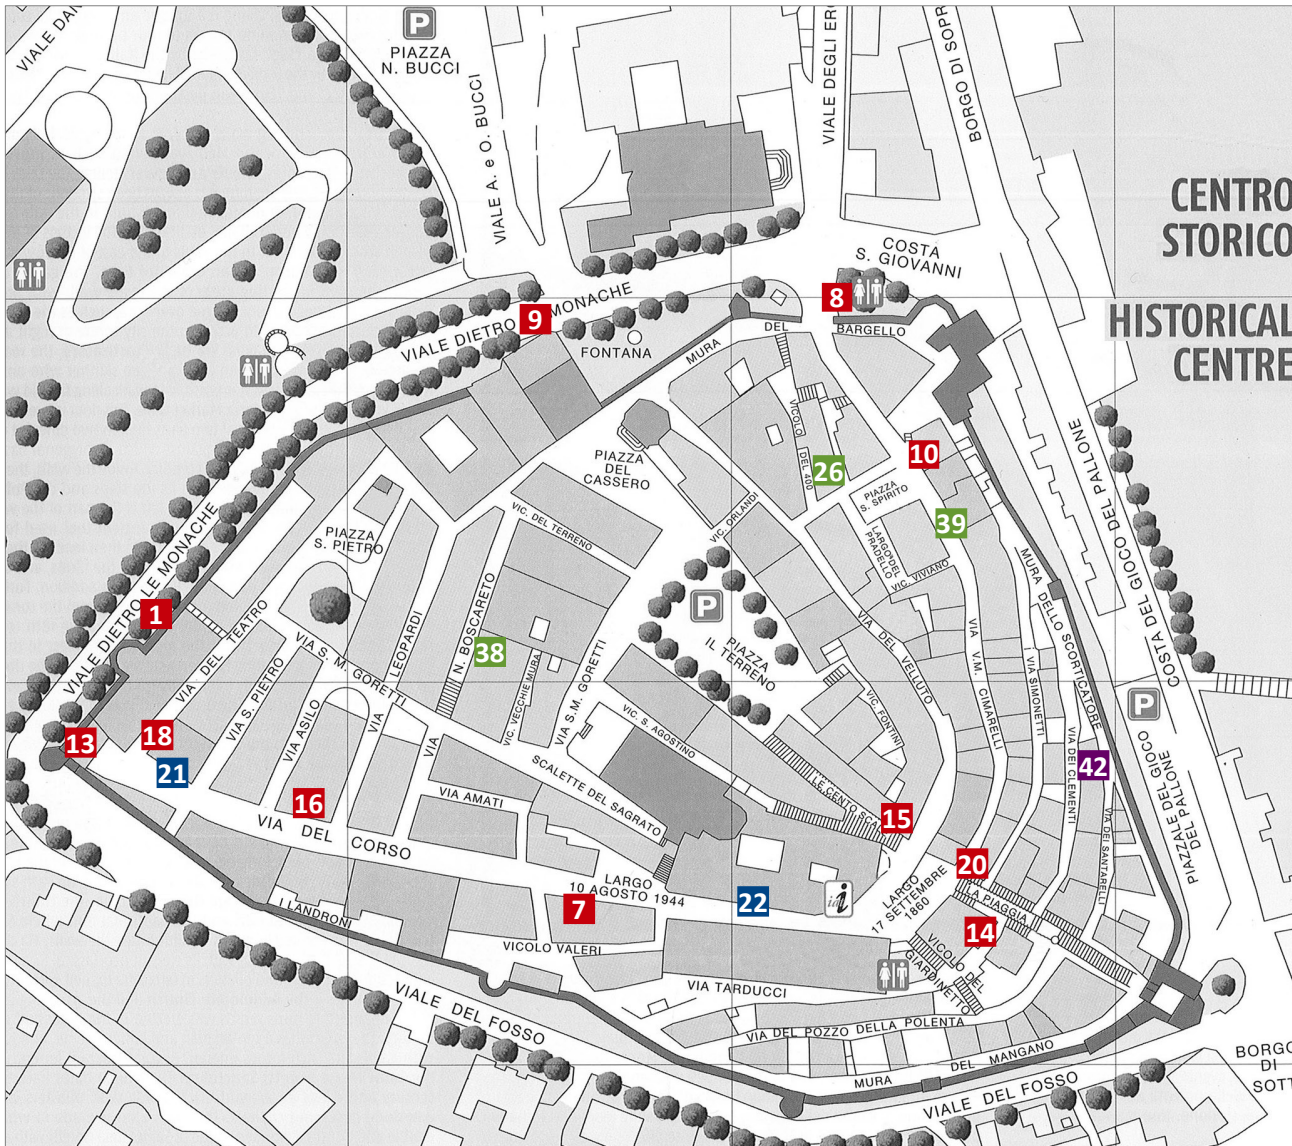 VIALE DAN
P
PIAZZA
N. BUCCI
VIALE A. e O. BUCCI
VIALE DEGLI ERO
BORGO DI SOPR
CENTRO
STORICO
HISTORICAL
CENTRE
COSTA
S. GIOVANNI
8
9
VIALE DIETRO
MONACHE
FONTANA
MURA
DEL
BARGELLO
VICOLO
DEL 400
10
26
PIAZZA
DEL
CASSERO
PIAZZA
S. SPIRITO
39
LARGO DEL
PRADELLO
VIC. VIVIANO
VIC. ORLANDI
VIC. DEL TERRENO
PIAZZA
S. PIETRO
COSTA DEL GIOCO DEL PALLONE
MURA DELLO SCORTICATORE
VIALE DIETRO LE MONACHE
1
VIA DEL TEATRO
P
PIAZZA
IL TERRENO
VIA DEL VELLUTO
VIA V.M. CIMARELLI
VIA SIMONETTI
VIA S. M. GORETTI
VIA LEOPARDI
VIA N. BOSCARETO
38
VIC. VECCHIE MURA
VIA S.M. GORETTI
VIC. FONTINI
VIA S. PIETRO
VIA ASILO
VIC. S. AGOSTINO
13
18
21
16
VIA AMATI
SCALETTE DEL SAGRATO
LE CENTO SCA
15
P
PIAZZALE DEL GIOCO
DEL PALLONE
42
VIA DEI CLEMENTI
VIA DEI SANTARELLI
VIA DEL CORSO
20
LARGO
10 AGOSTO 1944
7
22
i
LARGO
17 SETTEMBRE
1860
LA PIAGGIA
14
I LANDRONI
VICOLO VALERI
VICOLO DEL
GIARDINETTO
VIA TARDUCCI
VIALE DEL FOSSO
VIA DEL POZZO DELLA POLENTA
MURA DEL MANGANO
VIALE DEL FOSSO
BORGO
DI
SOTT